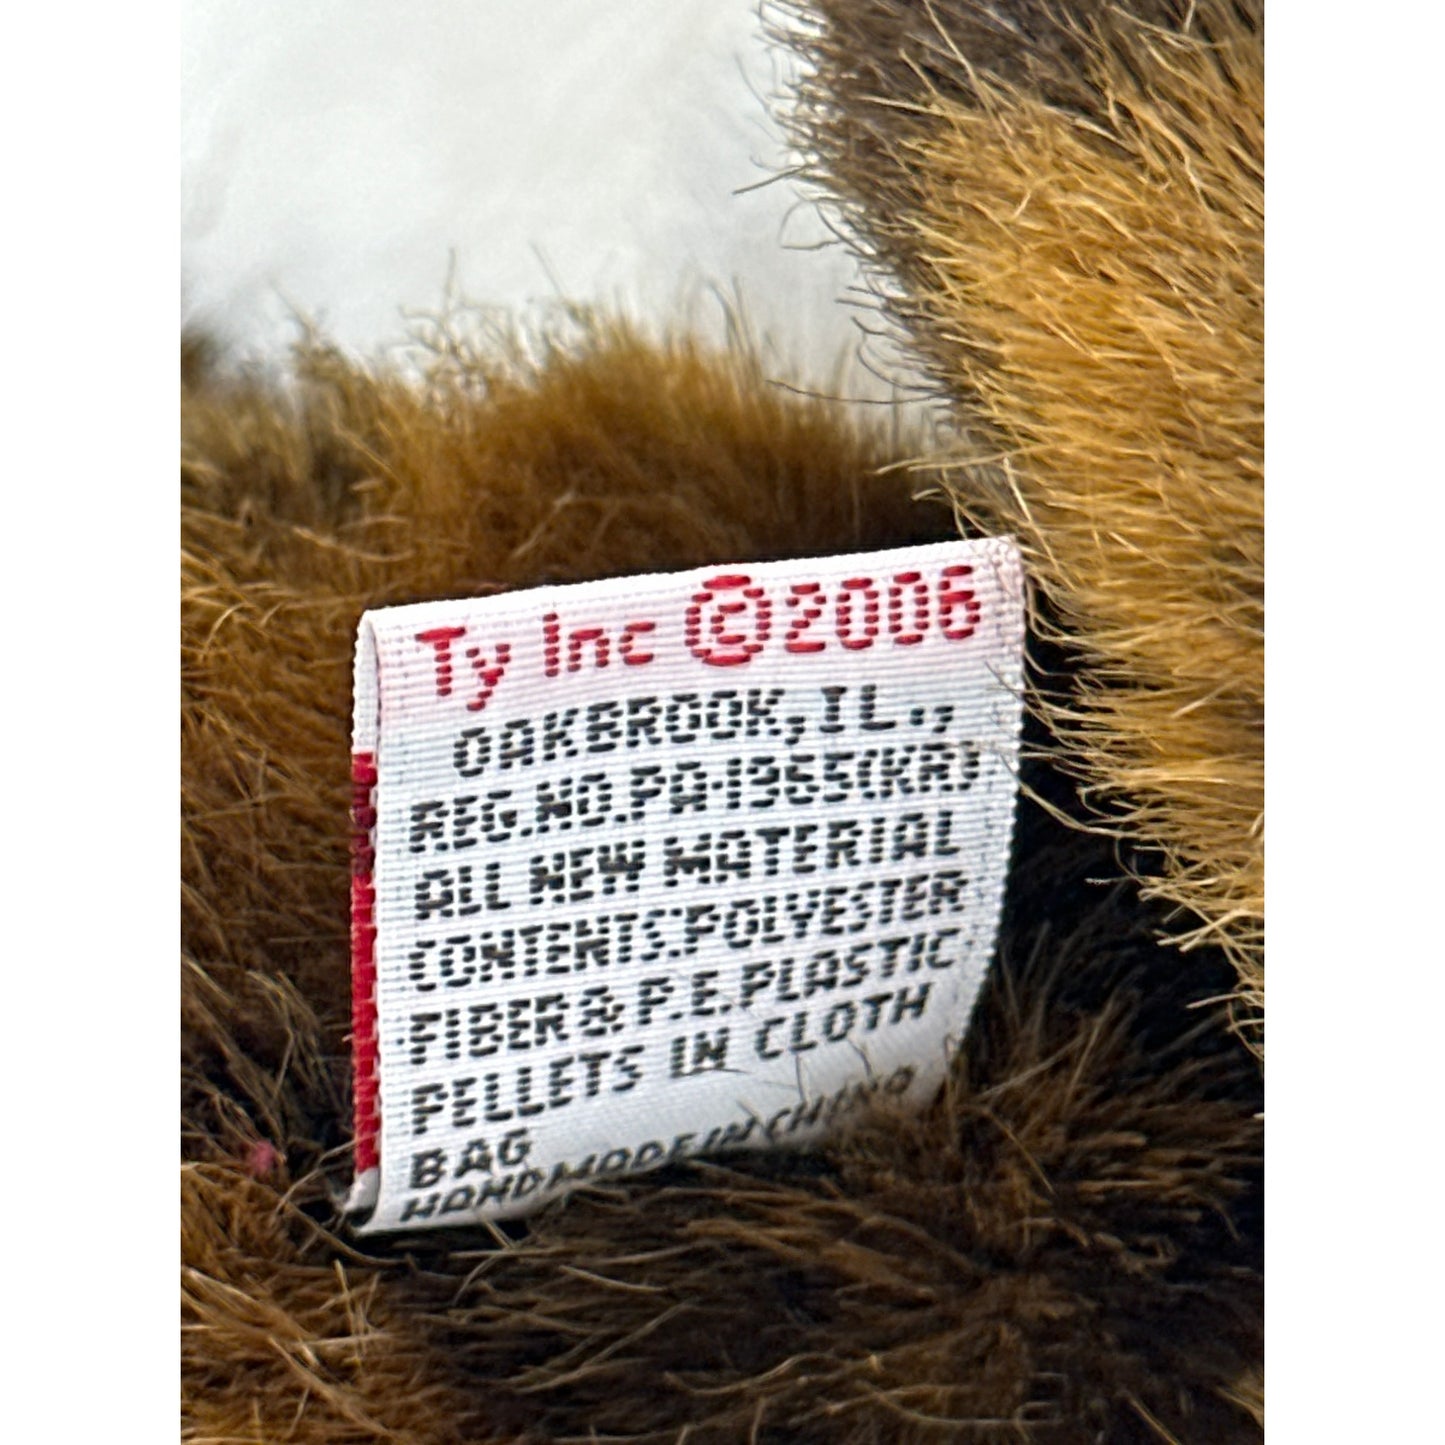 Ty Inc ©2006
OAKBROOK, IL.,
REG.NO.PA-1965(KR)
ALL NEW MATERIAL
CONTENTS:POLYESTER
FIBER & P.E.PLASTIC
PELLETS IN CLOTH
BAG
HANDMADE IN CHINA